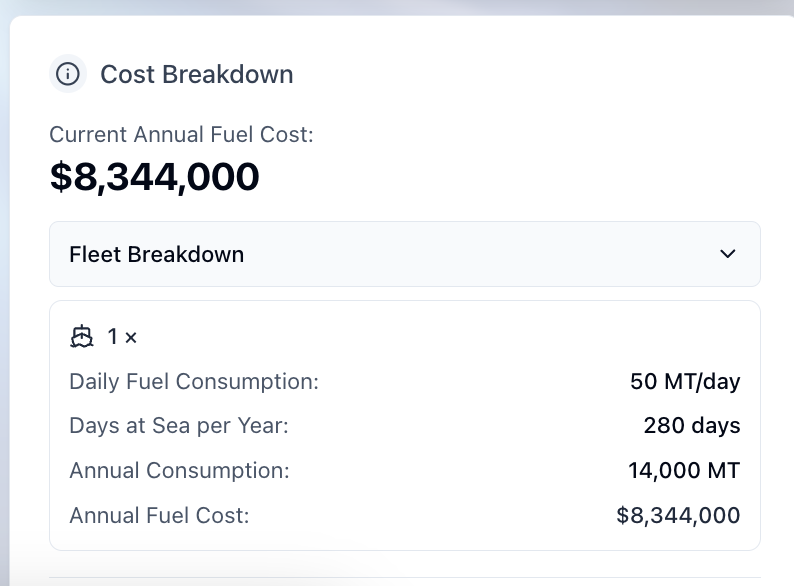 Cost Breakdown
Current Annual Fuel Cost:
$8,344,000
Fleet Breakdown
1 ×
Daily Fuel Consumption: 50 MT/day
Days at Sea per Year: 280 days
Annual Consumption: 14,000 MT
Annual Fuel Cost: $8,344,000